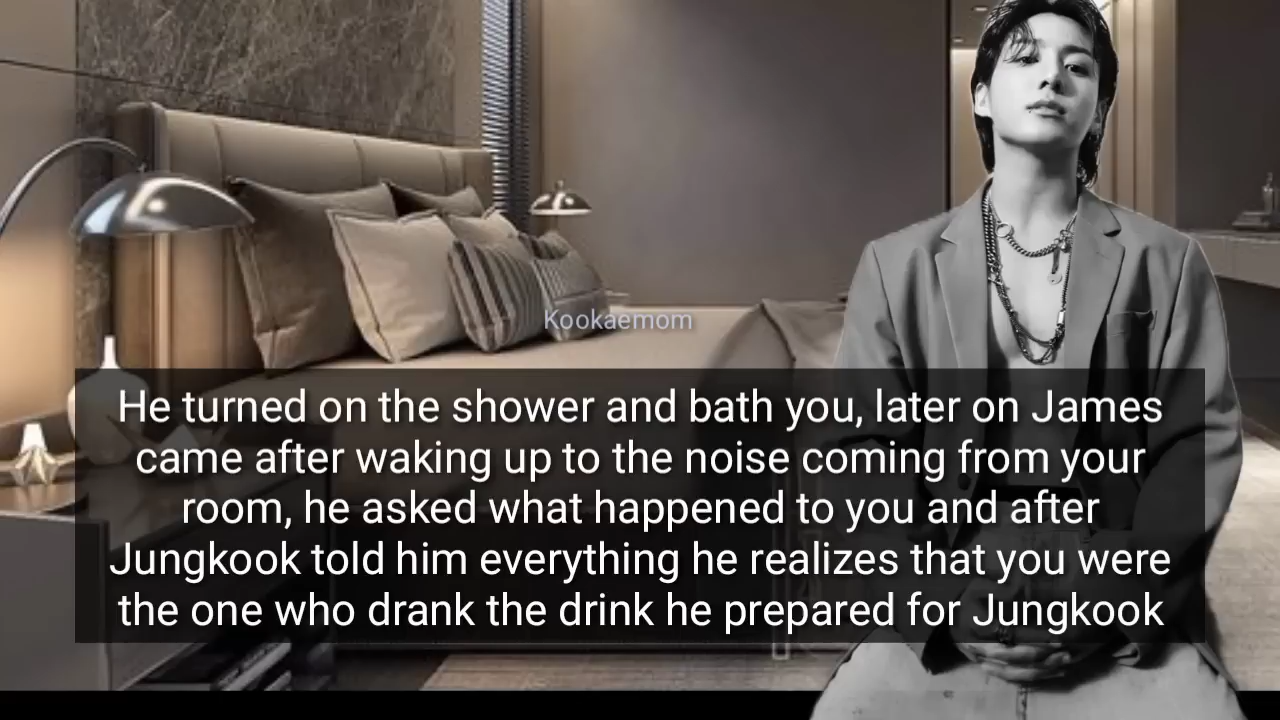 Kookaemom
He turned on the shower and bath you, later on James
came after waking up to the noise coming from your
room, he asked what happened to you and after
Jungkook told him everything he realizes that you were
the one who drank the drink he prepared for Jungkook